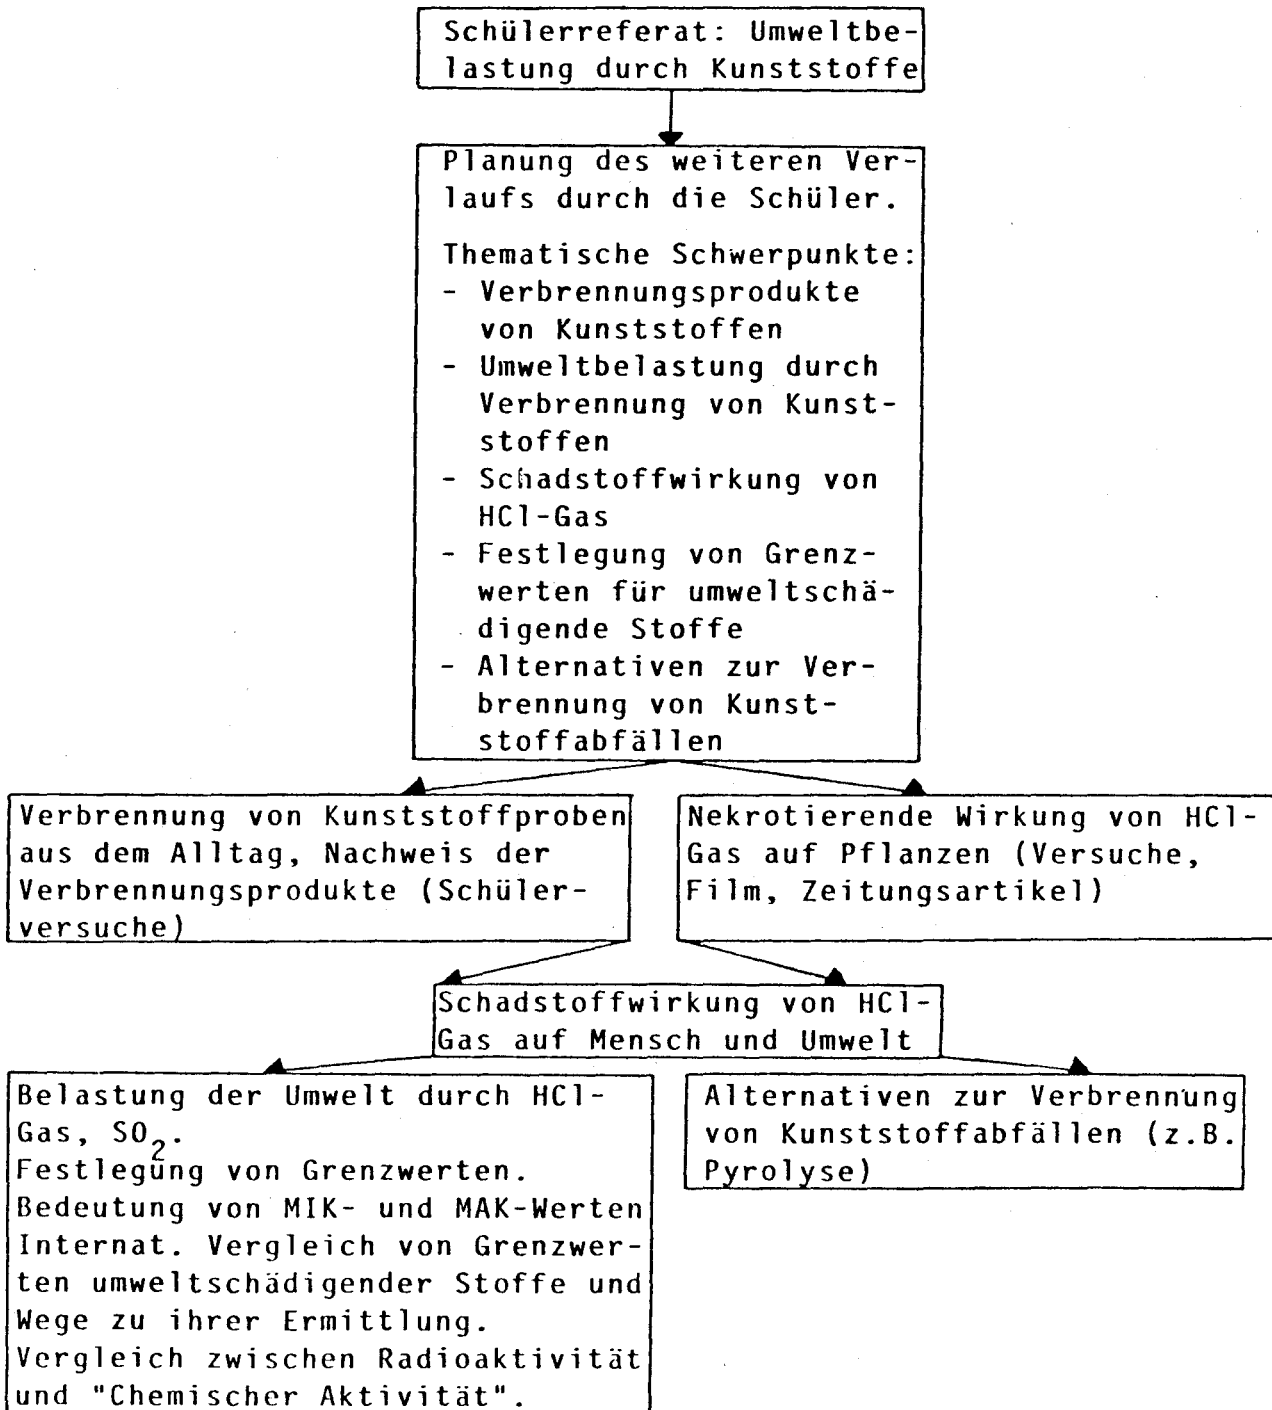 Schülerreferat: Umweltbe-
lastung durch Kunststoffe
Planung des weiteren Ver-
laufs durch die Schüler.
Thematische Schwerpunkte:
- Verbrennungsprodukte
von Kunststoffen
- Umweltbelastung durch
Verbrennung von Kunst-
stoffen
- Schadstoffwirkung von
HCl-Gas
- Festlegung von Grenz-
werten für umweltschä-
digende Stoffe
- Alternativen zur Ver-
brennung von Kunst-
stoffabfällen
Verbrennung von Kunststoffproben
aus dem Alltag, Nachweis der
Verbrennungsprodukte (Schüler-
versuche)
Nekrotierende Wirkung von HCl-
Gas auf Pflanzen (Versuche,
Film, Zeitungsartikel)
Schadstoffwirkung von HCl-
Gas auf Mensch und Umwelt
Belastung der Umwelt durch HCl-
Gas, SO₂.
Festlegung von Grenzwerten.
Bedeutung von MIK- und MAK-Werten
Internat. Vergleich von Grenzwer-
ten umweltschädigender Stoffe und
Wege zu ihrer Ermittlung.
Vergleich zwischen Radioaktivität
und "Chemischer Aktivität".
Alternativen zur Verbrennung
von Kunststoffabfällen (z.B.
Pyrolyse)